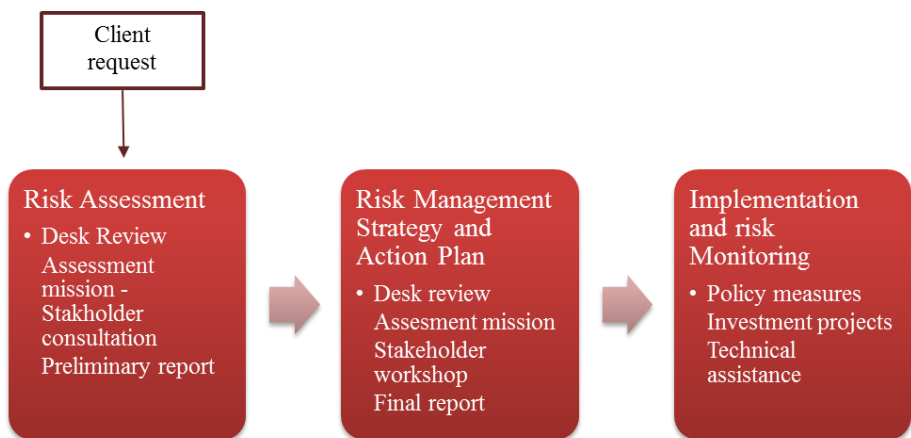 Client
request
Risk Assessment
• Desk Review
Assessment
mission -
Stakholder
consultation
Preliminary report
Risk Management
Strategy and
Action Plan
• Desk review
Assesment mission
Stakeholder
workshop
Final report
Implementation
and risk
Monitoring
• Policy measures
Investment projects
Technical
assistance